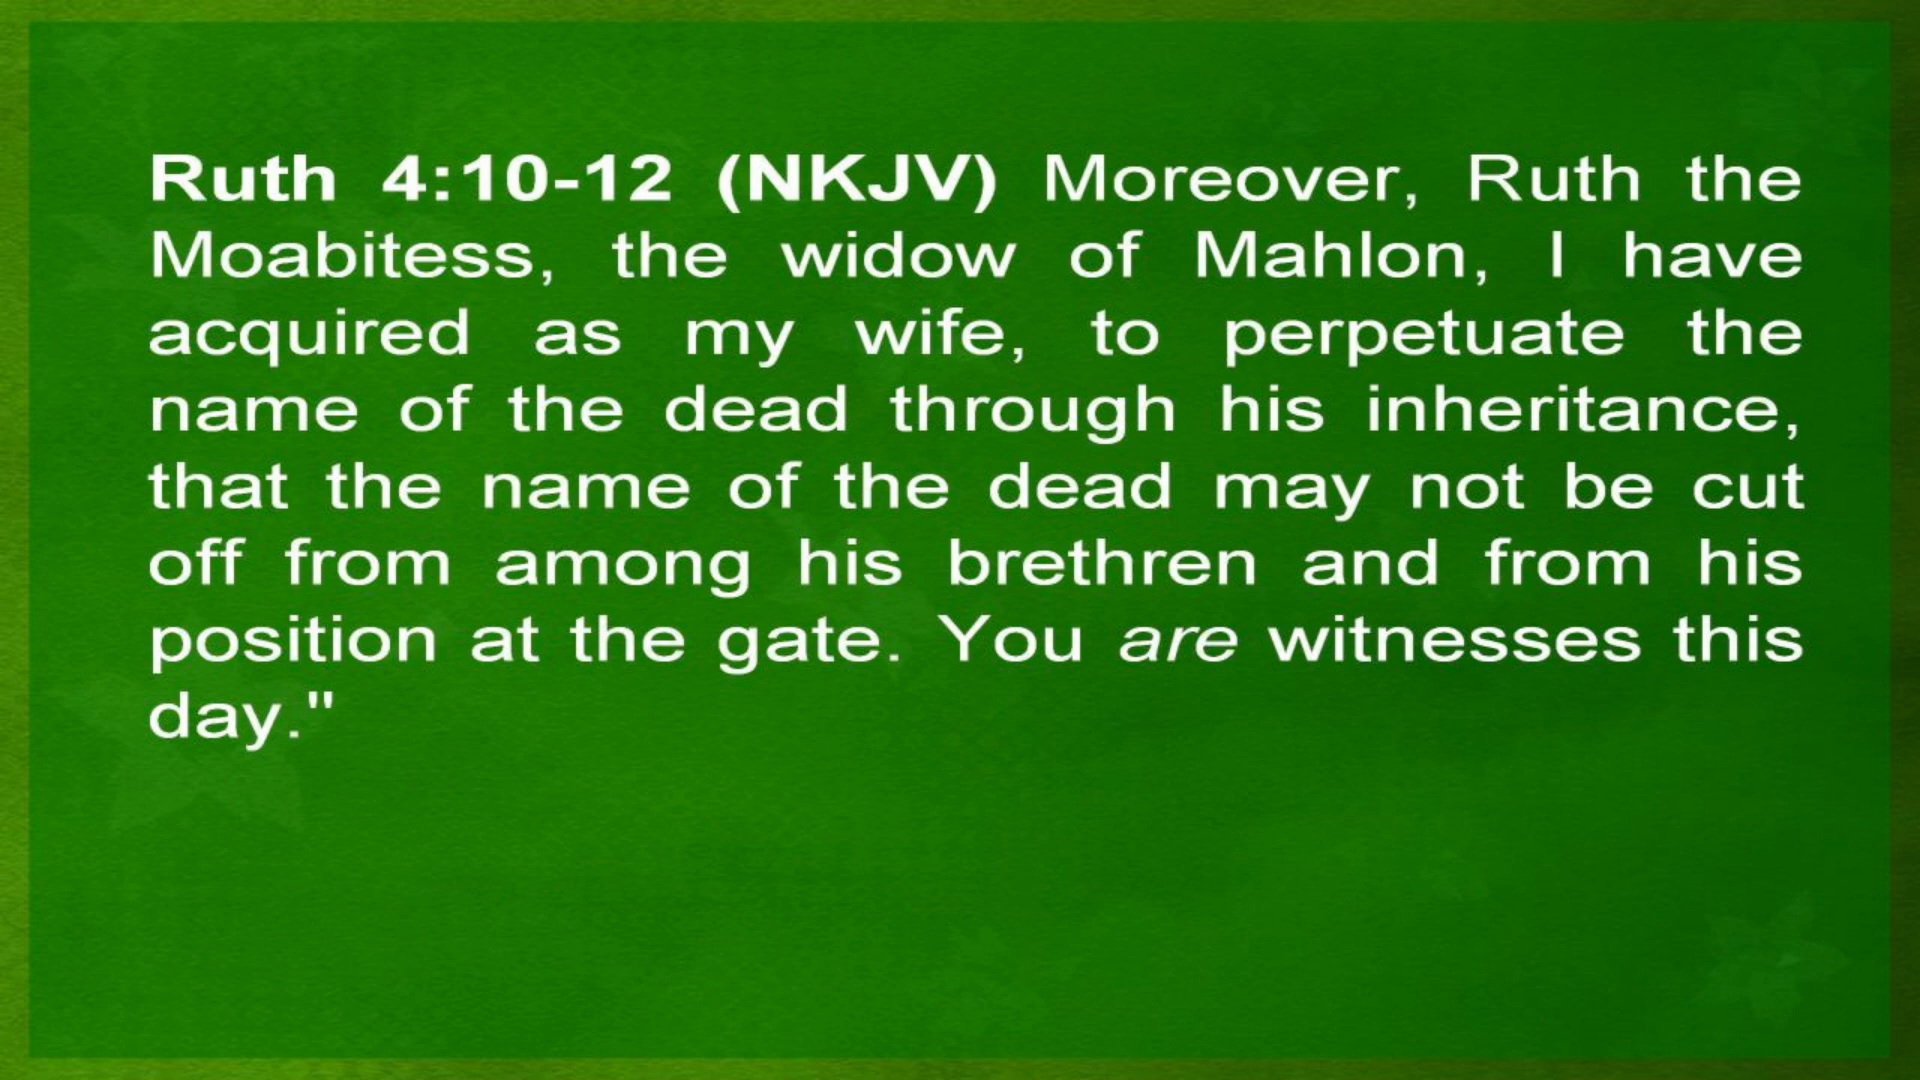 Ruth 4:10-12 (NKJV) Moreover, Ruth the
Moabitess, the widow of Mahlon, I have
acquired as my wife, to perpetuate the
name of the dead through his inheritance,
that the name of the dead may not be cut
off from among his brethren and from his
position at the gate. You are witnesses this
day."